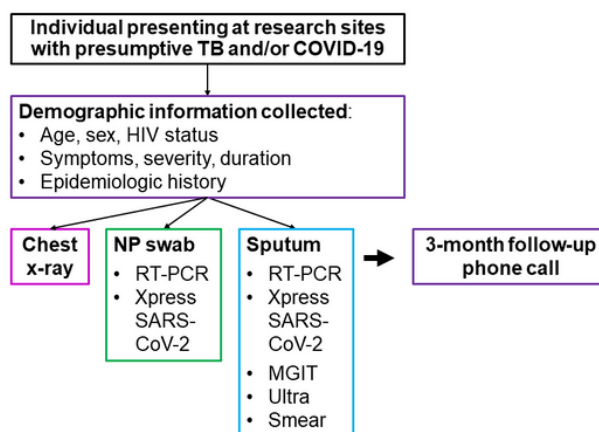 Individual presenting at research sites
with presumptive TB and/or COVID-19
Demographic information collected:
• Age, sex, HIV status
• Symptoms, severity, duration
• Epidemiologic history
Chest
x-ray
NP swab
• RT-PCR
• Xpress
SARS-
CoV-2
Sputum
• RT-PCR
• Xpress
SARS-
CoV-2
• MGIT
• Ultra
• Smear
3-month follow-up
phone call